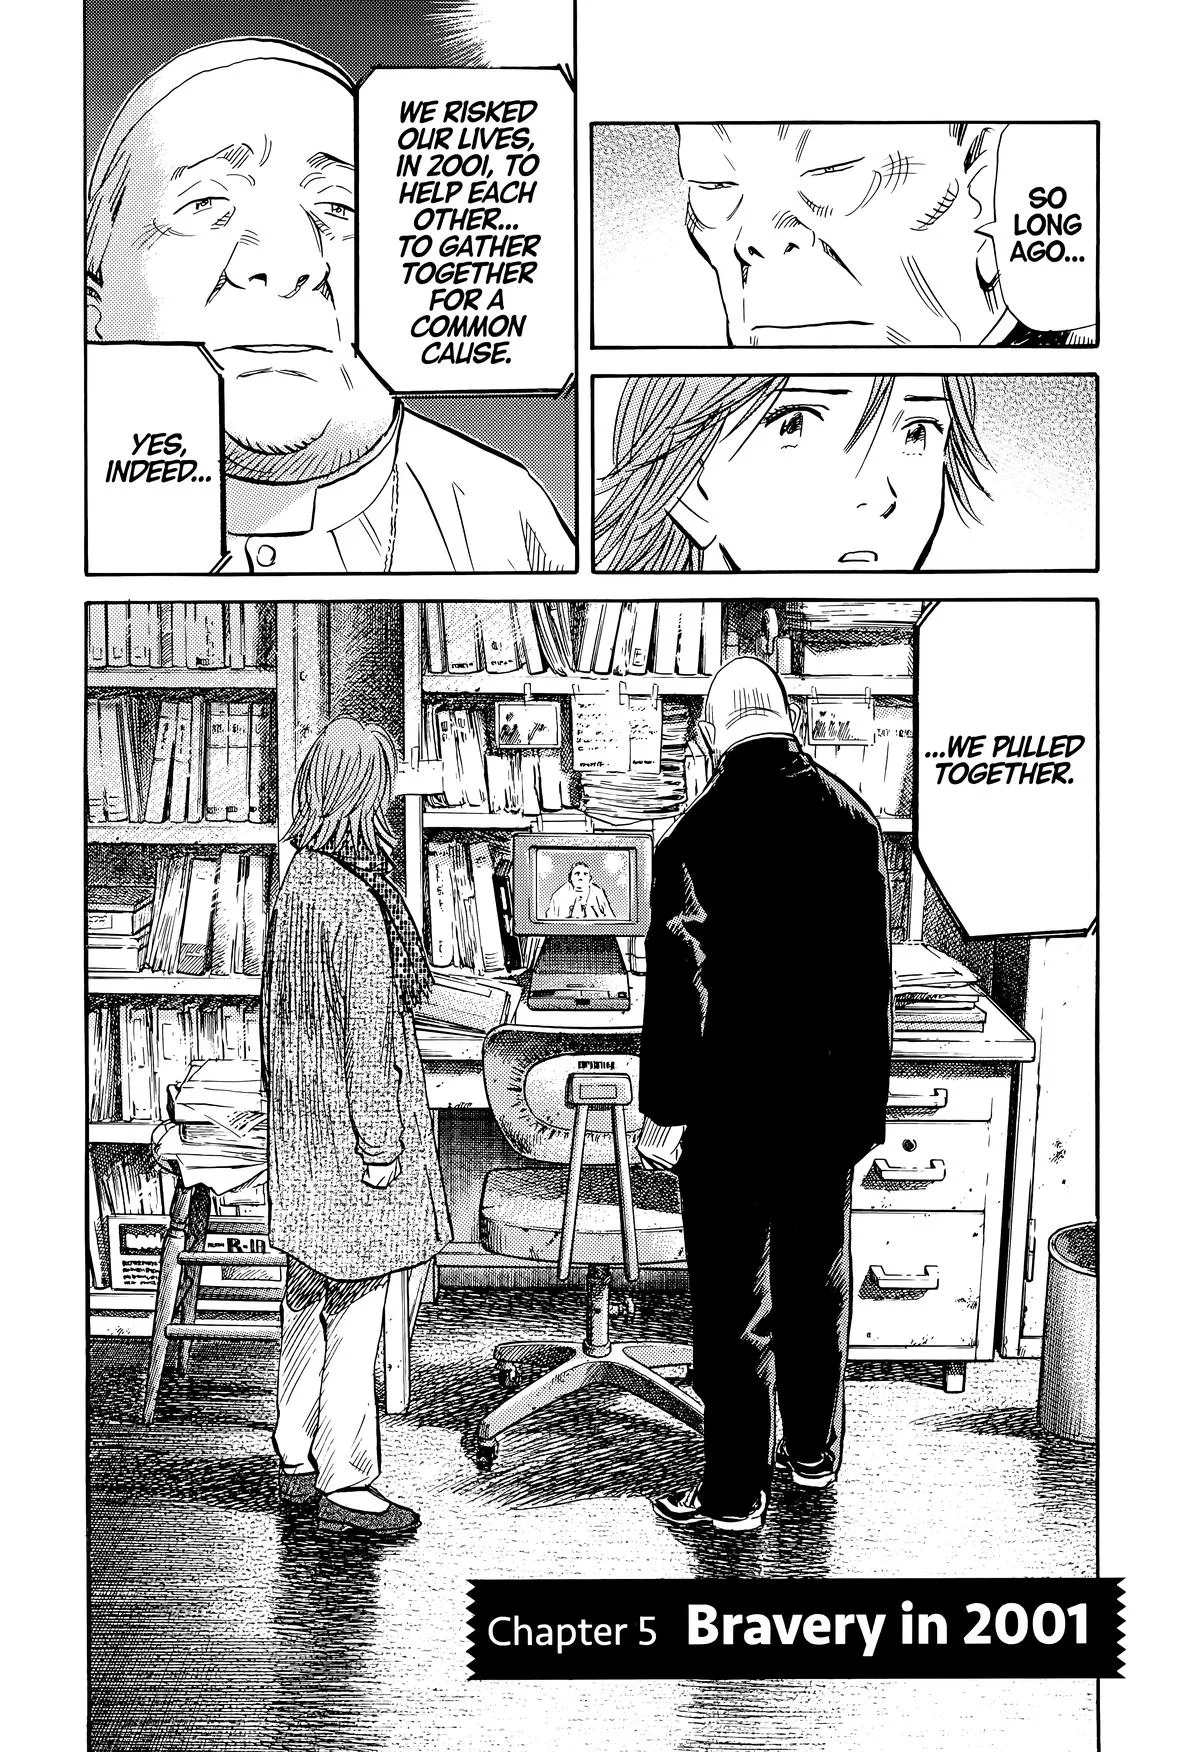 SO
LONG
AGO...
WE RISKED
OUR LIVES,
IN 2001, TO
HELP EACH
OTHER...
TO GATHER
TOGETHER
FOR A
COMMON
CAUSE.
YES,
INDEED...
...WE PULLED
TOGETHER.
Chapter 5 Bravery in 2001